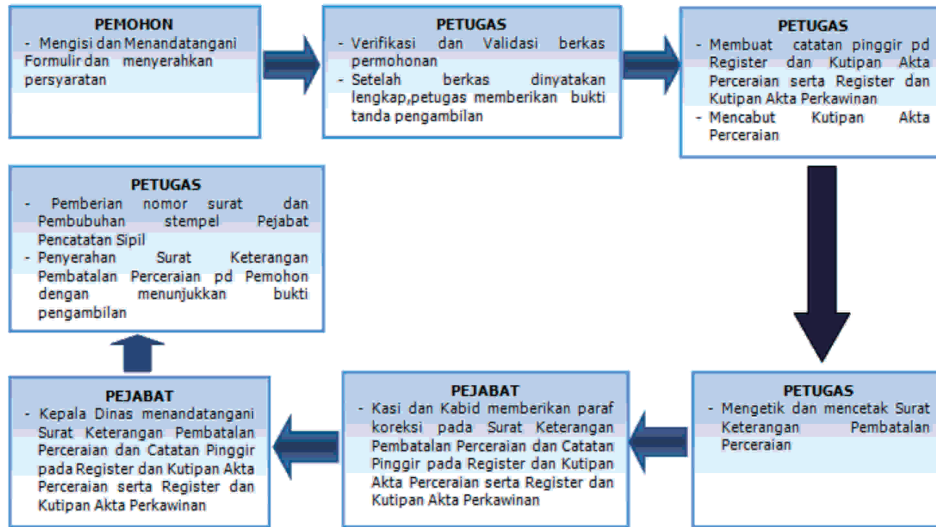 PEMOHON
- Mengisi dan Menandatangani
Formulir dan menyerahkan
persyaratan
PETUGAS
- Verifikasi dan Validasi berkas
permohonan
- Setelah berkas dinyatakan
lengkap,petugas memberikan bukti
tanda pengambilan
PETUGAS
- Membuat catatan pinggir pd
Register dan Kutipan Akta
Perceraian serta Register dan
Kutipan Akta Perkawinan
- Mencabut Kutipan Akta
Perceraian
PETUGAS
- Mengetik dan mencetak Surat
Keterangan Pembatalan
Perceraian
PEJABAT
- Kasi dan Kabid memberikan paraf
koreksi pada Surat Keterangan
Pembatalan Perceraian dan Catatan
Pinggir pada Register dan Kutipan
Akta Perceraian serta Register dan
Kutipan Akta Perkawinan
PEJABAT
- Kepala Dinas menandatangani
Surat Keterangan Pembatalan
Perceraian dan Catatan Pinggir
pada Register dan Kutipan Akta
Perceraian serta Register dan
Kutipan Akta Perkawinan
PETUGAS
- Pemberian nomor surat dan
Pembubuhan stempel Pejabat
Pencatatan Sipil
- Penyerahan Surat Keterangan
Pembatalan Perceraian pd Pemohon
dengan menunjukkan bukti
pengambilan